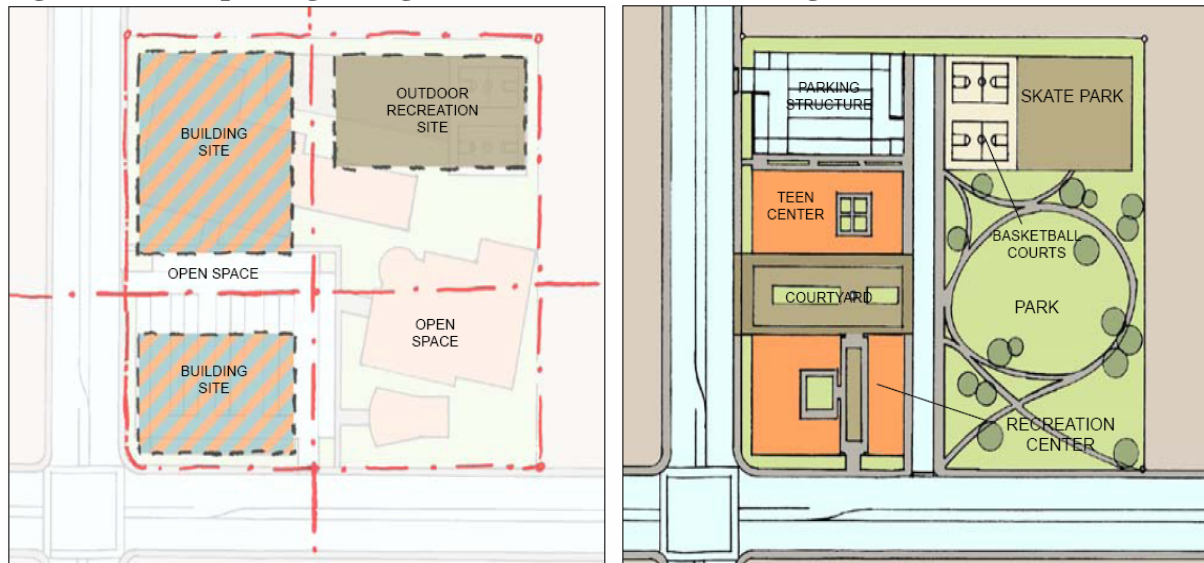 OUTDOOR
RECREATION
SITE
BUILDING
SITE
OPEN SPACE
OPEN
SPACE
BUILDING
SITE
PARKING
STRUCTURE
SKATE PARK
TEEN
CENTER
BASKETBALL
COURTS
COURTYARD
PARK
RECREATION
CENTER